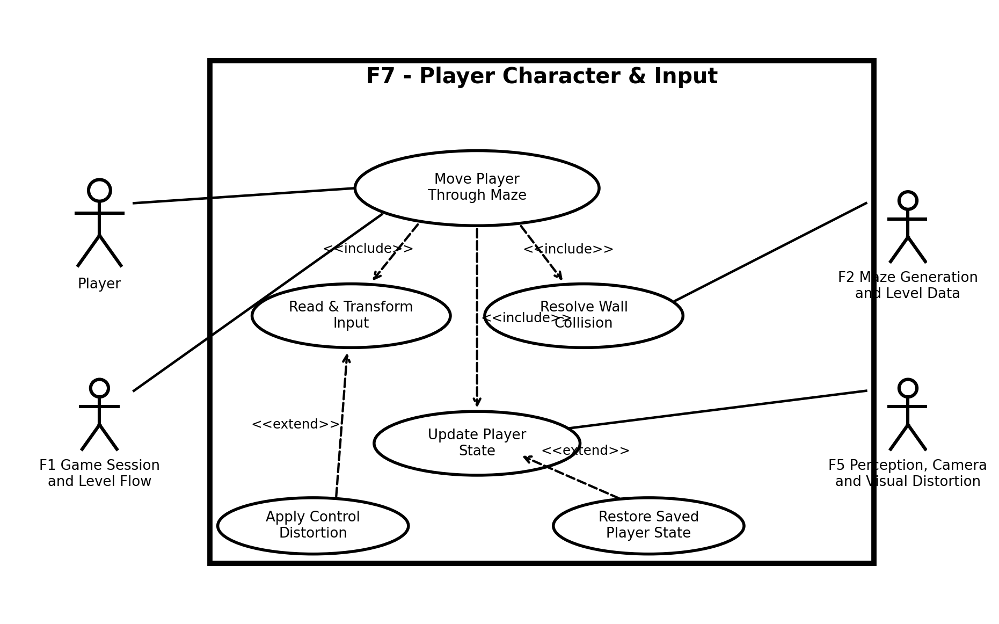 F7 - Player Character & Input
Move Player
Through Maze
Player
<<include>>
<<include>>
F2 Maze Generation
and Level Data
Read & Transform
Input
Resolve Wall
Collision
<<include>>
<<extend>>
Update Player
State
<<extend>>
F1 Game Session
and Level Flow
F5 Perception, Camera
and Visual Distortion
Apply Control
Distortion
Restore Saved
Player State